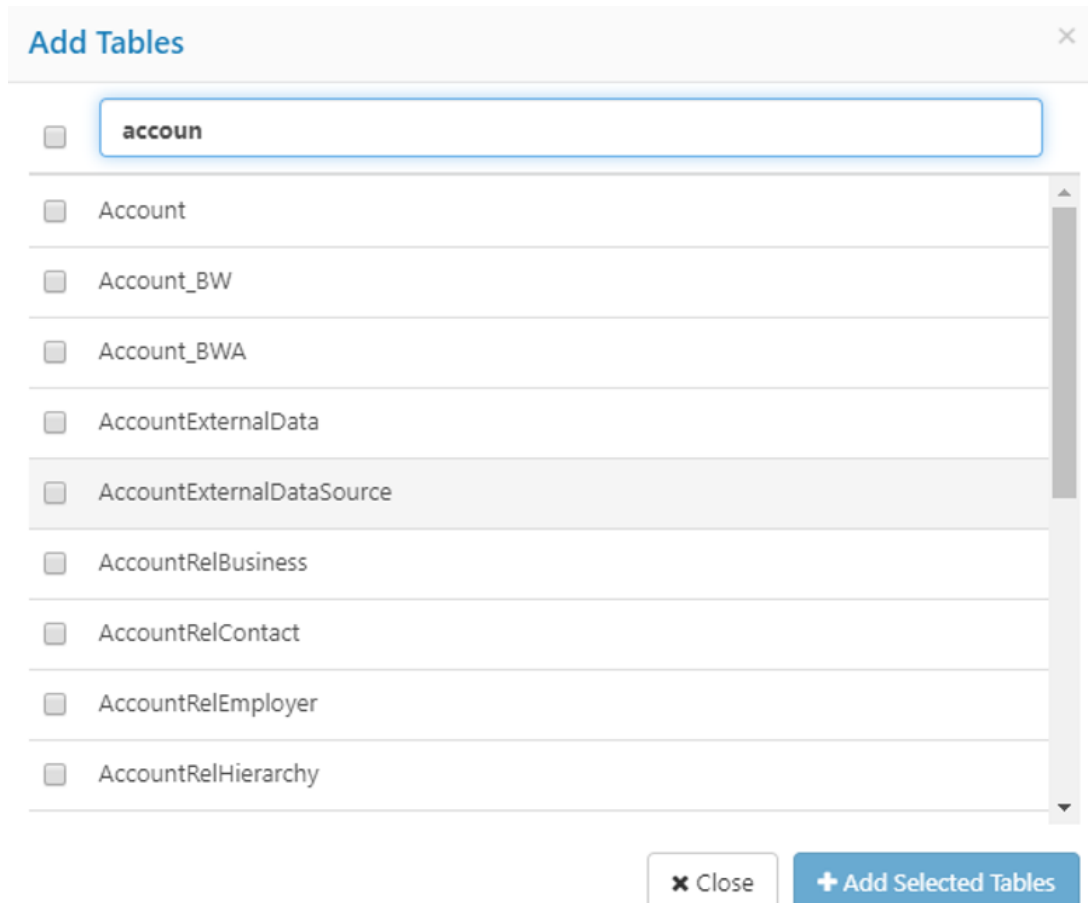 Add Tables
accoun
Account
Account_BW
Account_BWA
AccountExternalData
AccountExternalDataSource
AccountRelBusiness
AccountRelContact
AccountRelEmployer
AccountRelHierarchy
Close
Add Selected Tables